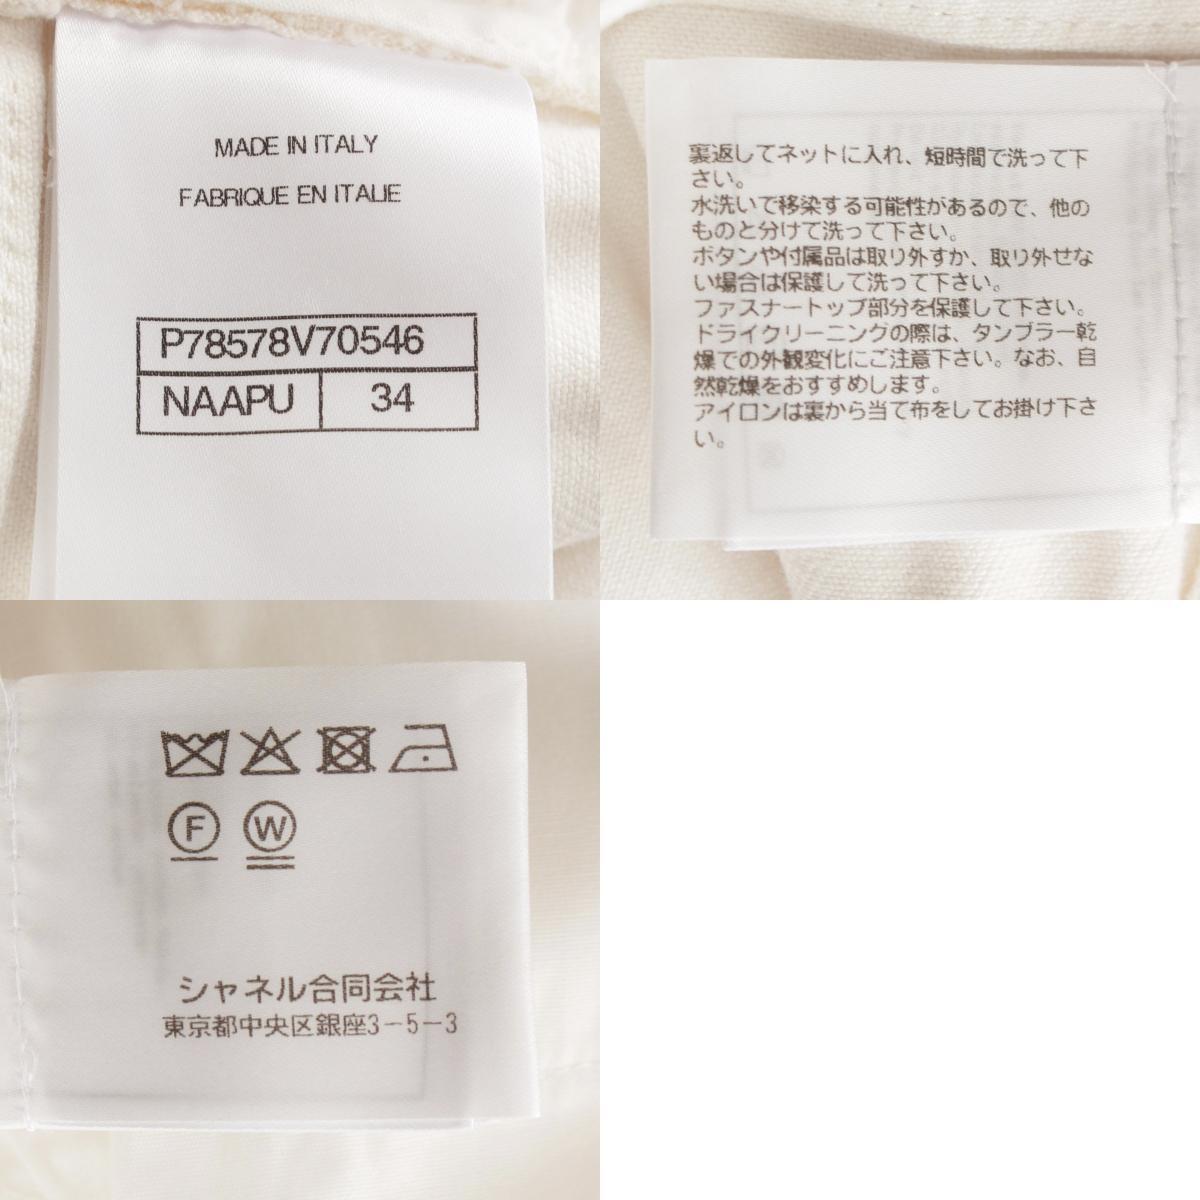 MADE IN ITALY
FABRIQUE EN ITALIE
P78578V70546
NAAPU 34
裏返してネットに入れ、短時間で洗って下
さい。
水洗いで移染する可能性があるので、他の
ものと分けて洗って下さい。
ボタンや付属品は取り外すか、取り外せな
い場合は保護して洗って下さい。
ファスナートップ部分を保護して下さい。
ドライクリーニングの際は、タンブラー乾
燥での外観変化にご注意下さい。なお、自
然乾燥をおすすめします。
アイロンは裏から当て布をしてお掛け下さ
い。
F W
シャネル合同会社
東京都中央区銀座3-5-3